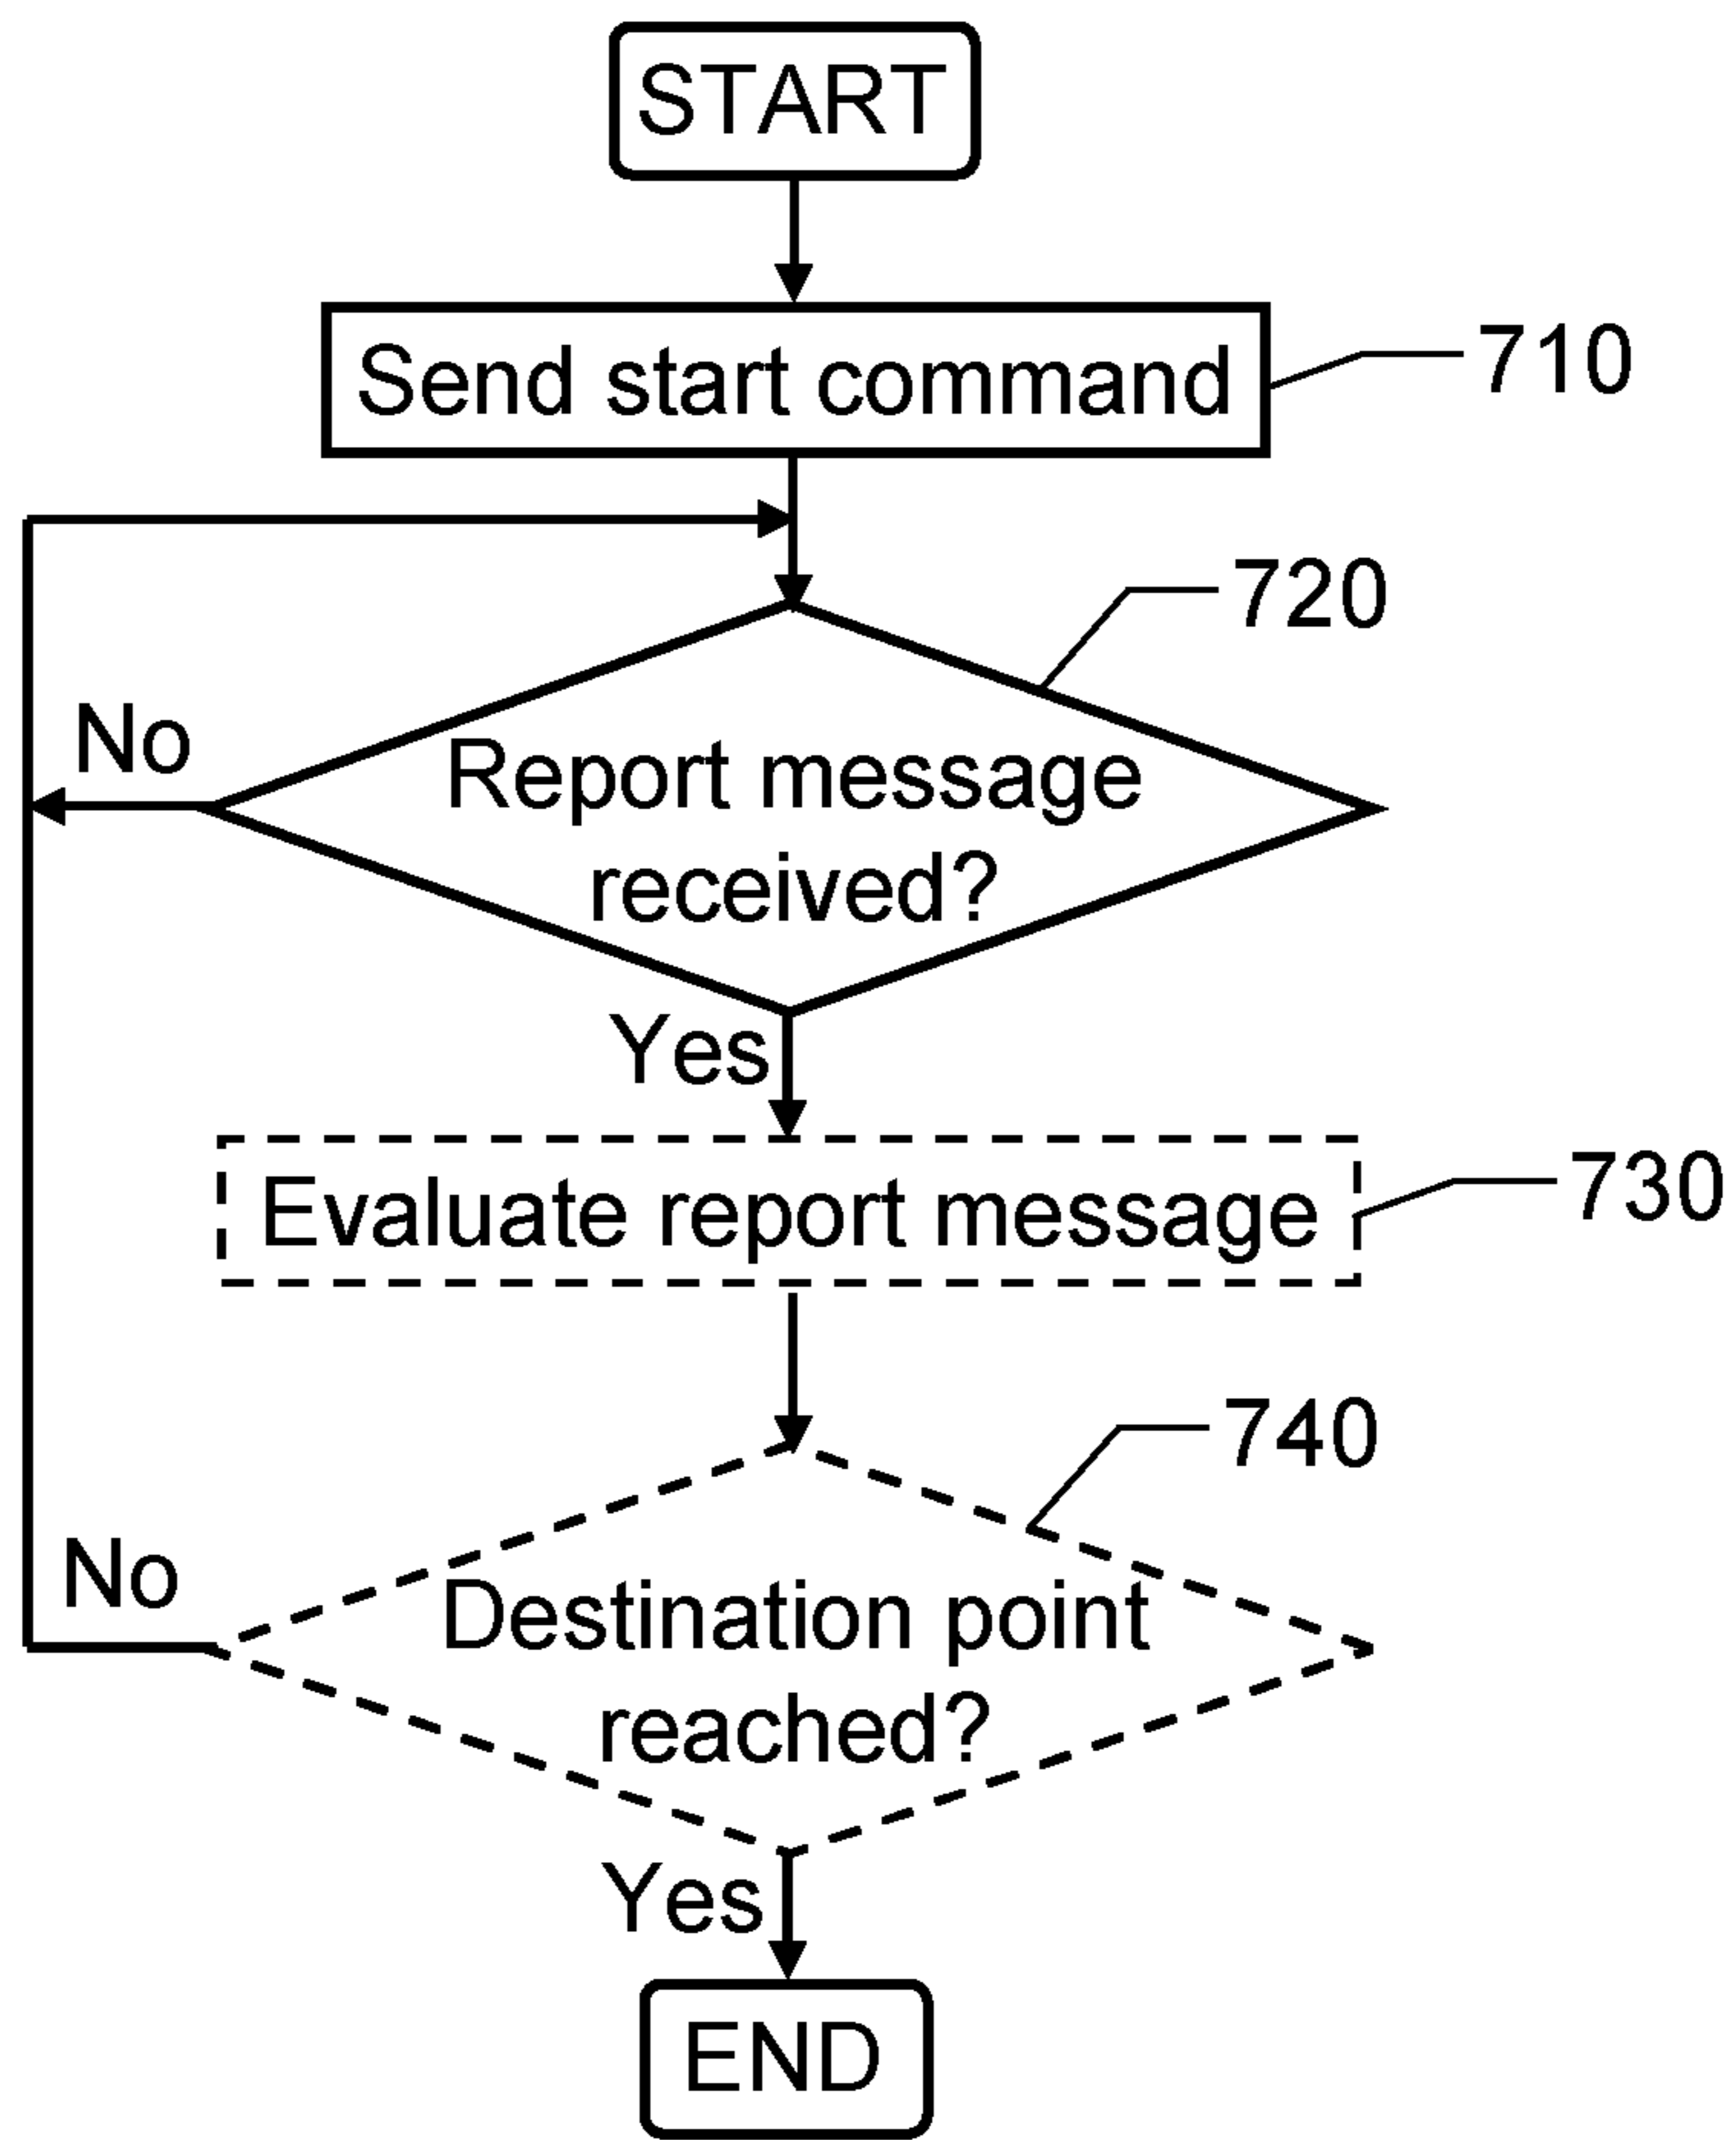 START
Send start command
710
720
No
Report message
received?
Yes
Evaluate report message
730
740
No
Destination point
reached?
Yes
END